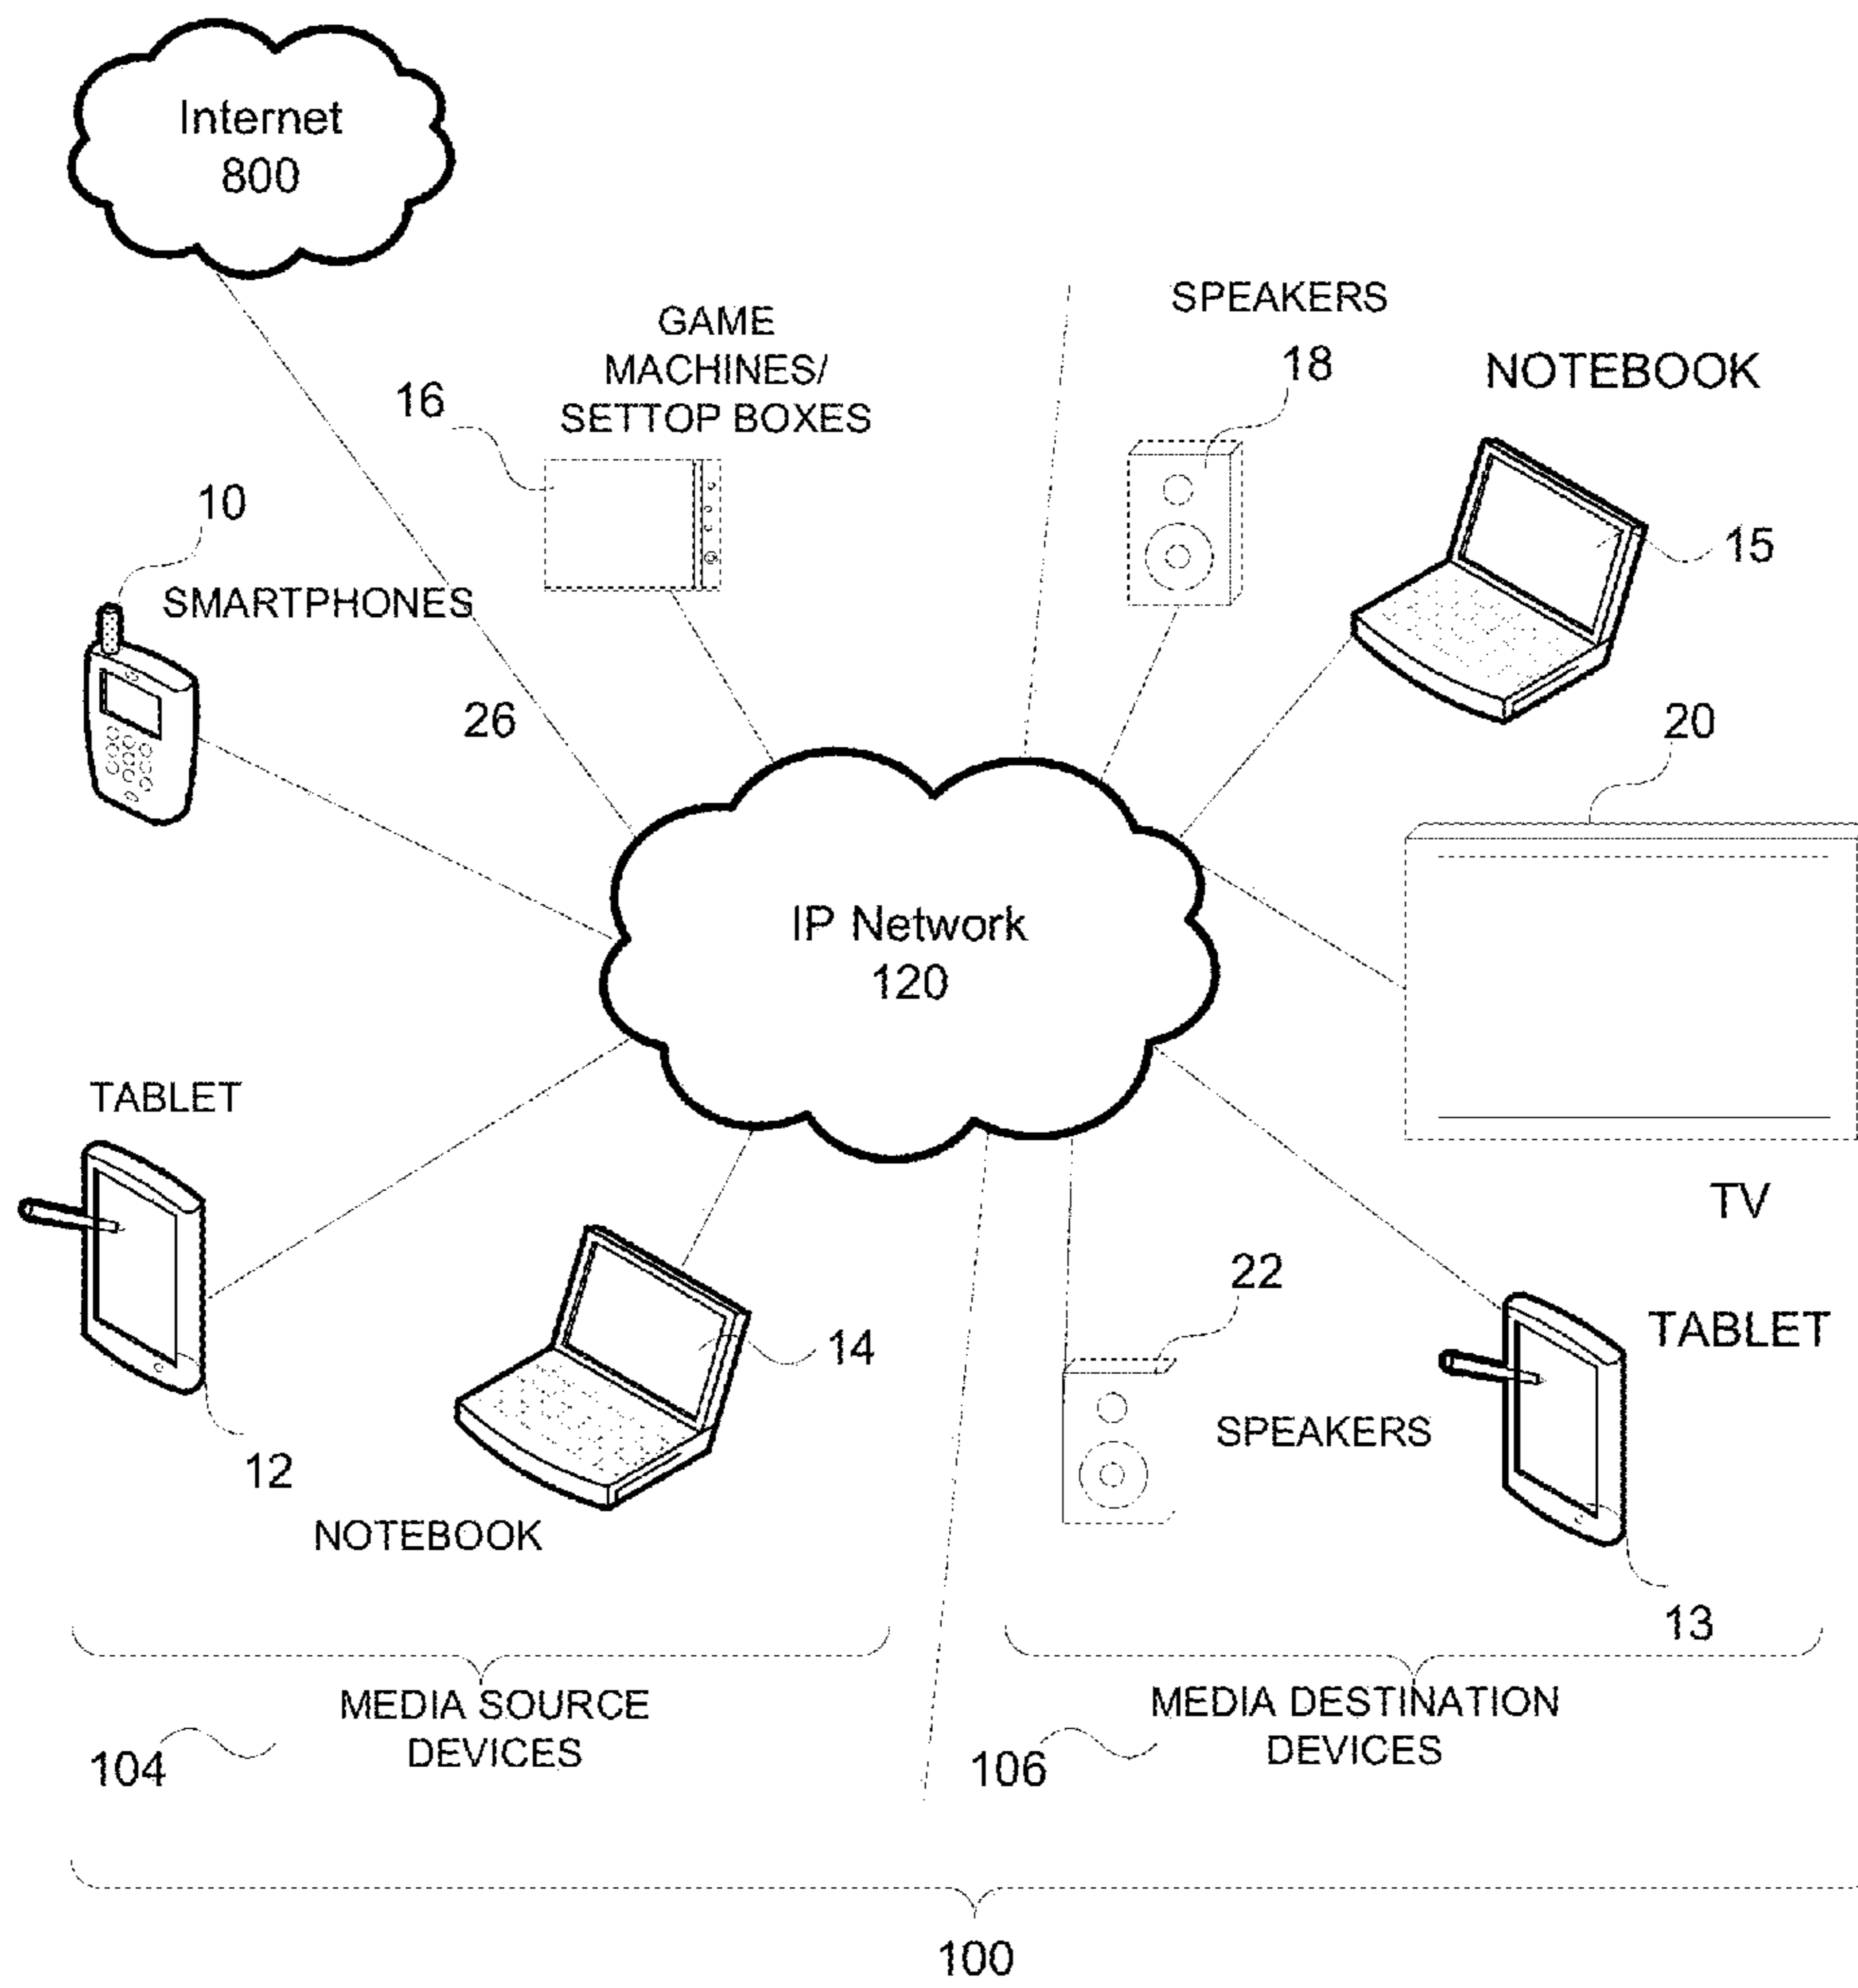 Internet
800
GAME
MACHINES/
SETTOP BOXES
16
SPEAKERS
18
NOTEBOOK
15
10
SMARTPHONES
26
20
IP Network
120
TV
TABLET
12
14
NOTEBOOK
22
SPEAKERS
TABLET
13
MEDIA SOURCE
DEVICES
104
MEDIA DESTINATION
DEVICES
106
100